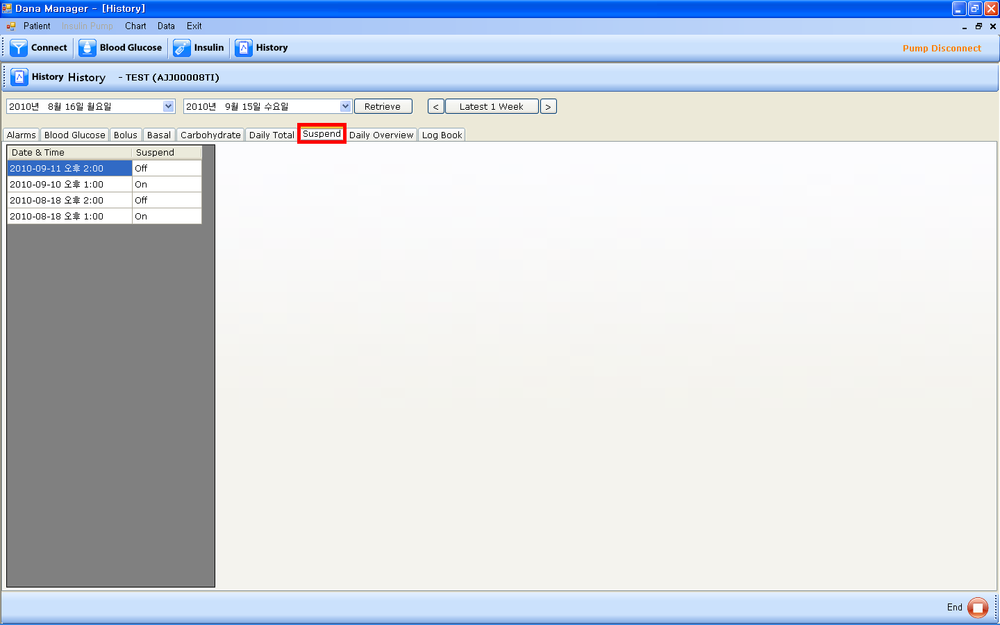 Dana Manager - [History]
Patient Insulin Pump Chart Data Exit
Connect Blood Glucose Insulin History Pump Disconnect
History History - TEST (AJJ00008TI)
2010년 8월 16일 월요일 2010년 9월 15일 수요일 Retrieve < Latest 1 Week >
Alarms Blood Glucose Bolus Basal Carbohydrate Daily Total Suspend Daily Overview Log Book
Date & Time Suspend
2010-09-11 오후 2:00 Off
2010-09-10 오후 1:00 On
2010-08-18 오후 2:00 Off
2010-08-18 오후 1:00 On
End